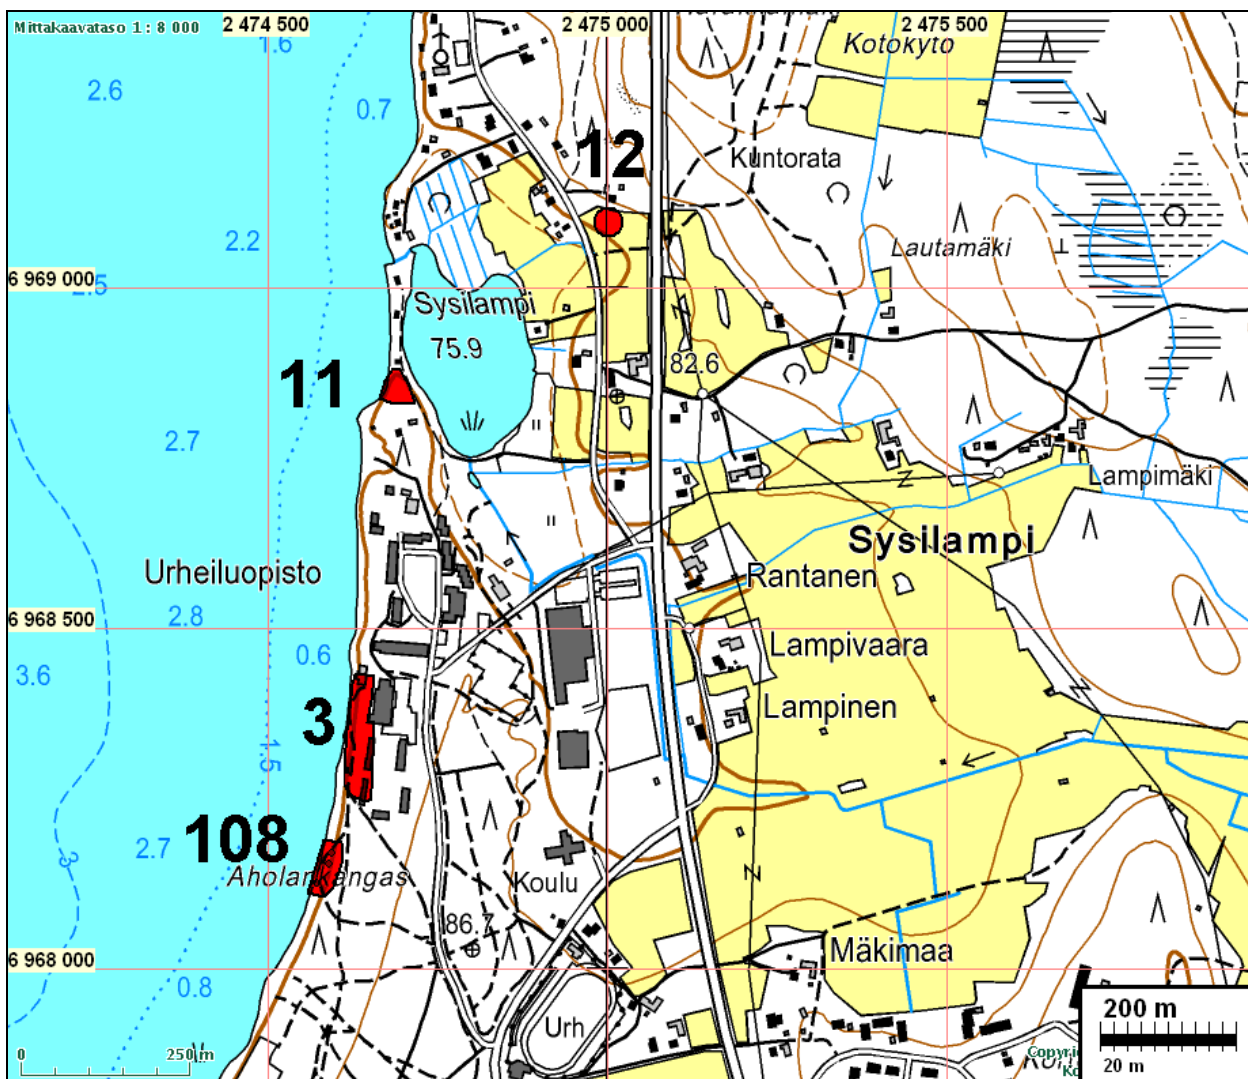 Mittakaavataso 1 : 8 000
2 474 500
2 475 000
2 475 500
Kotokyto
1.6
2.6
0.7
12
Kuntorata
2.2
Lautamäki
6 969 000
Sysilampi
75.9
82.6
11
2.7
Lampimäki
Sysilampi
Urheiluopisto
Rantanen
2.8
6 968 500
0.6
Lampivaara
3.6
Lampinen
3
1.5
108
2.7
3
Aholankangas
Koulu
86.7
Mäkimaa
6 968 000
0.8
Urh
200 m
20 m
0
250 m